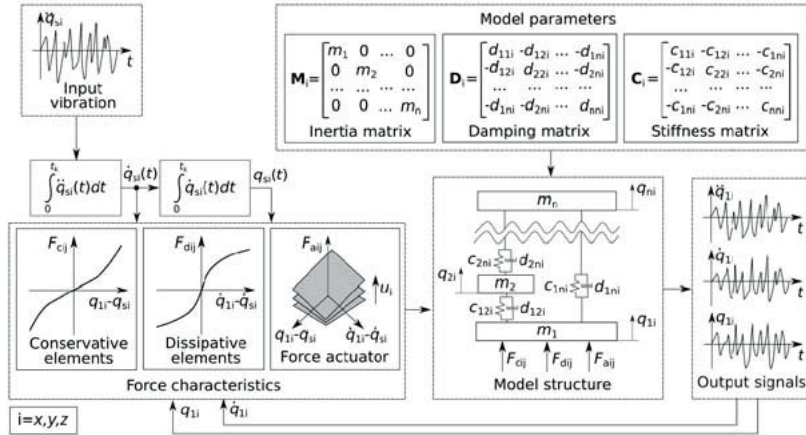 q̈si
t
Input
vibration
Model parameters
Mi= [m1 0 ... 0
0 m2 0
... ... ... ...
0 0 ... mn]
Inertia matrix
Di= [d11i -d12i ... -d1ni
-d12i d22i ... -d2ni
... ... ... ...
-d1ni -d2ni ... dnni]
Damping matrix
Ci= [c11i -c12i ... -c1ni
-c12i c22i ... -c2ni
... ... ... ...
-c1ni -c2ni ... cnni]
Stiffness matrix
tk
∫ q̈si(t)dt
0
q̇si(t)
tk
∫ q̇si(t)dt
0
qsi(t)
Fcij
q1i-qsi
Conservative
elements
Fdij
q̇1i-q̇si
Dissipative
elements
Faij
ui
q1i-qsi
q̇1i-q̇si
Force actuator
Force characteristics
mn
qni
c2ni
d2ni
q2i
m2
c1ni
d1ni
c12i
d12i
m1
q1i
Fcij
Fdij
Faij
Model structure
q̈1i
t
q̇1i
t
q1i
t
Output signals
i=x,y,z
q1i
q̇1i